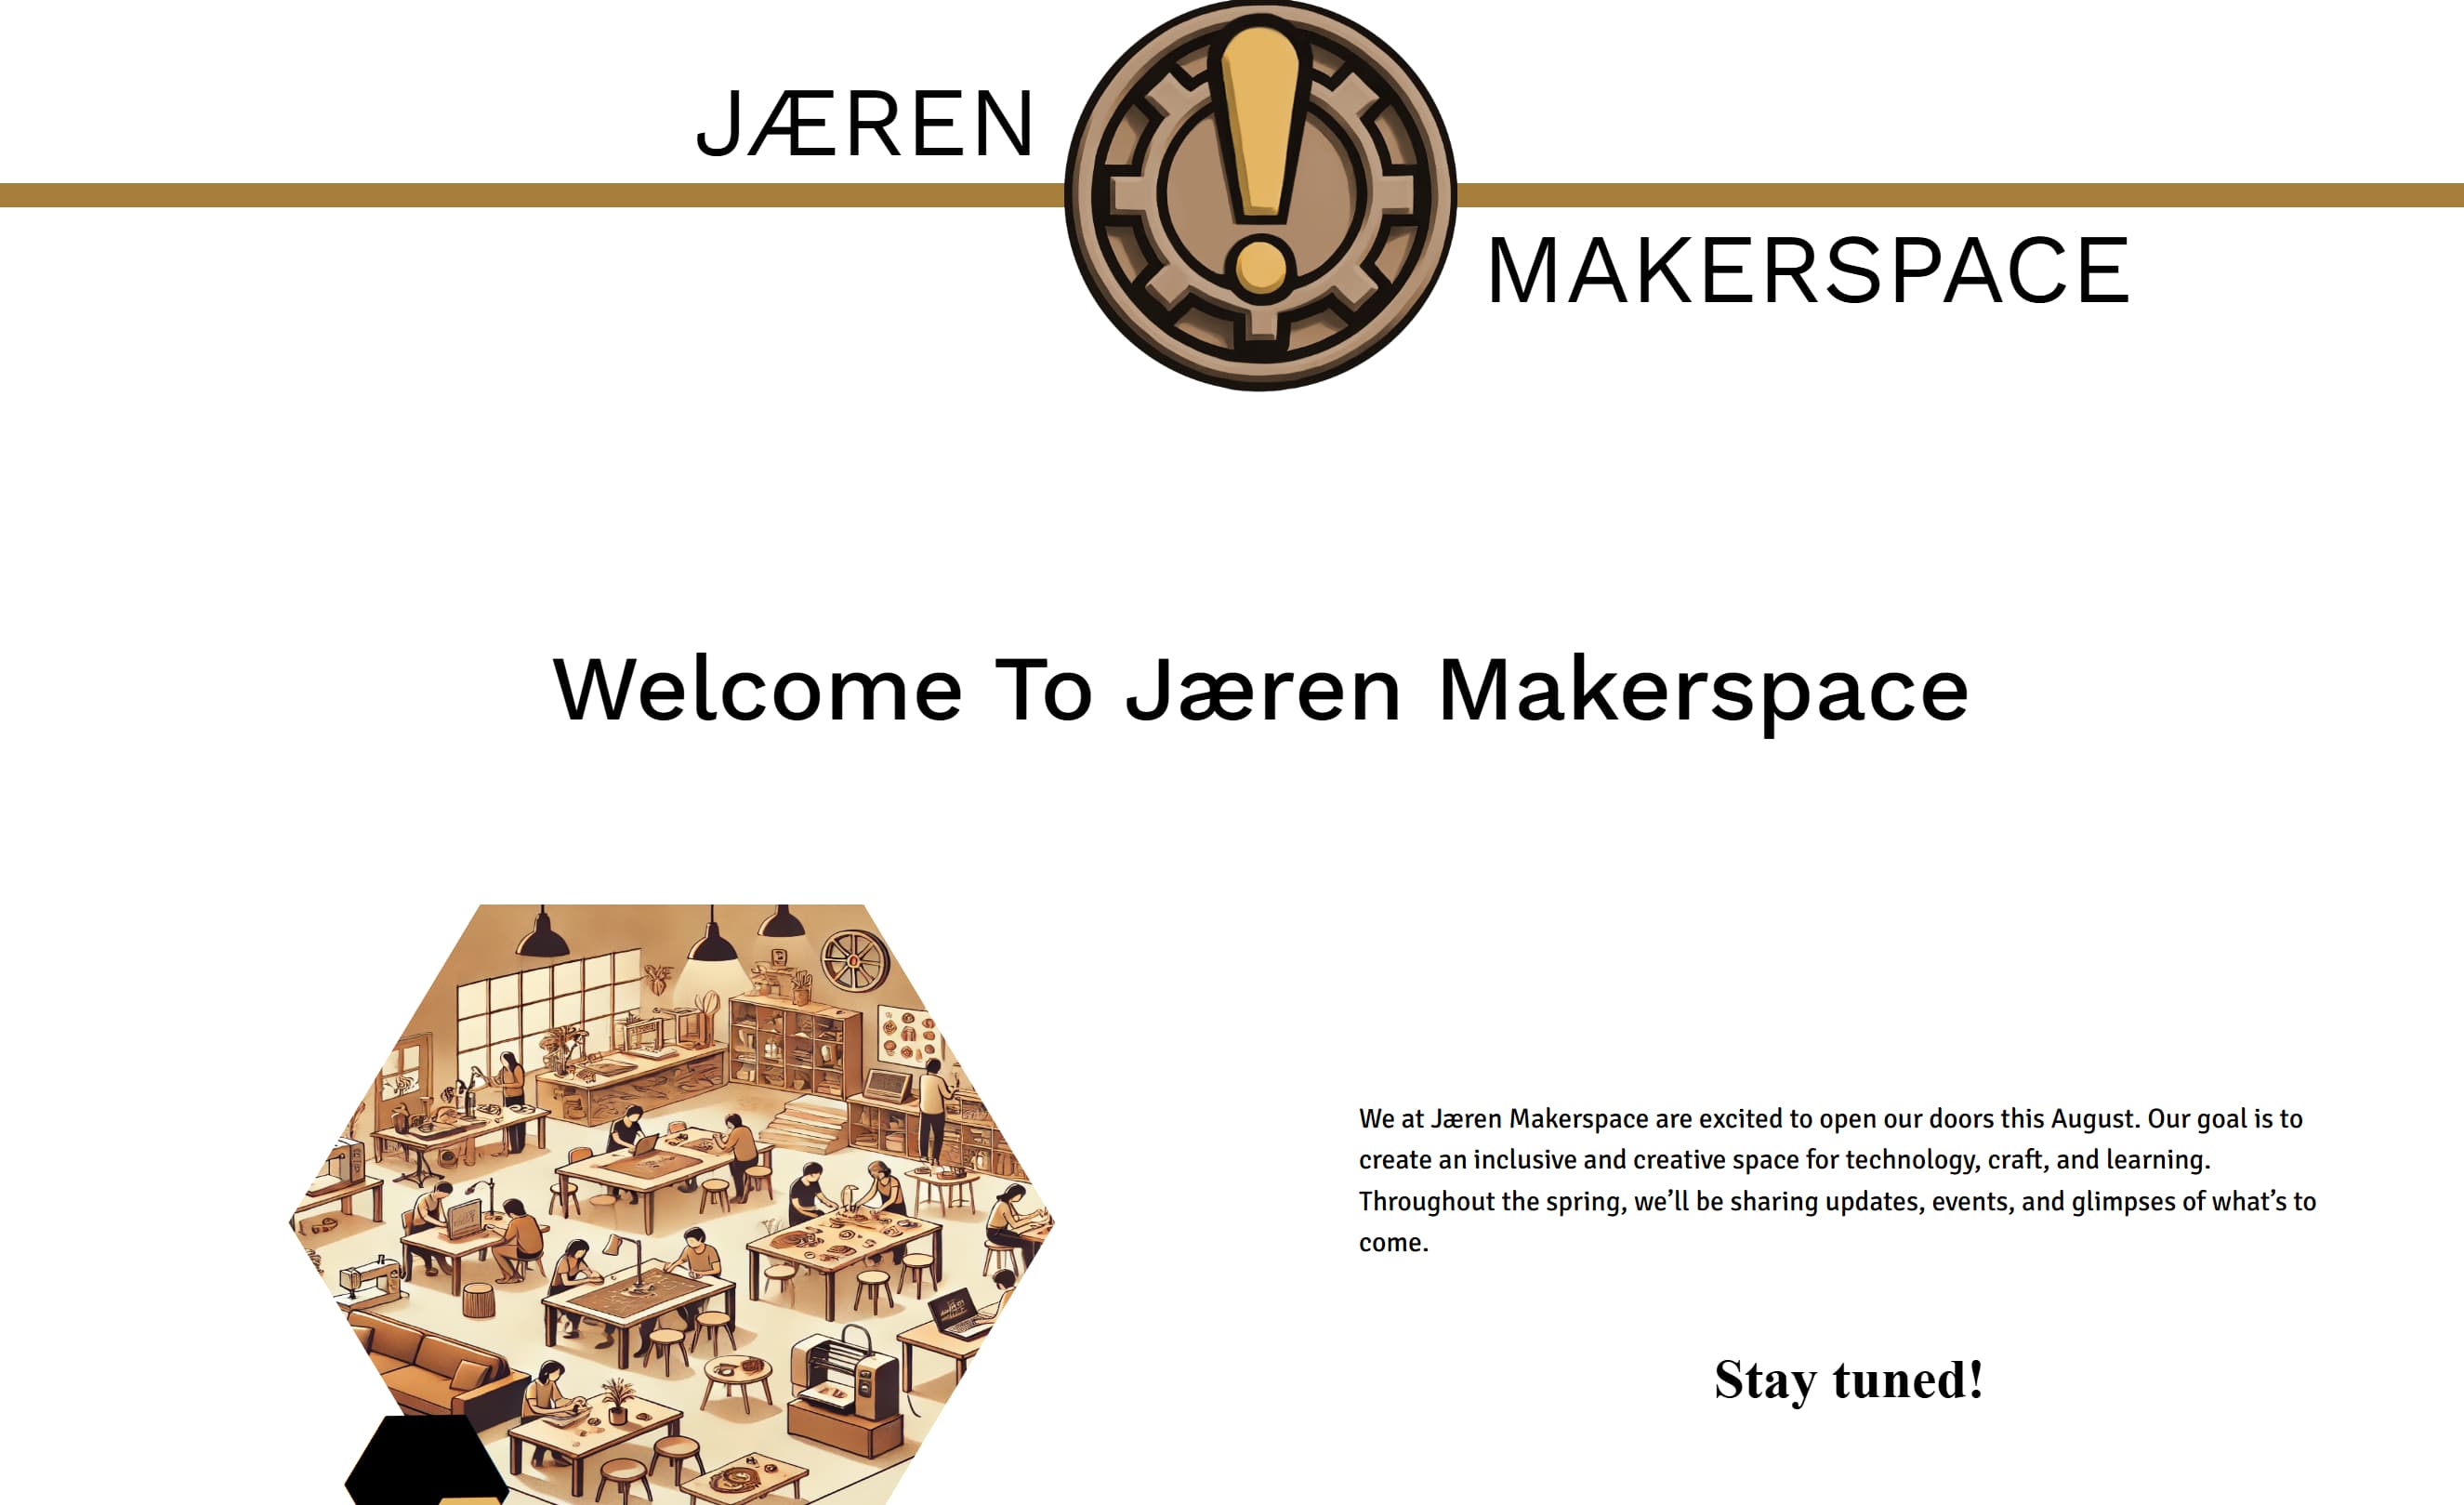 JÆREN
MAKERSPACE
Welcome To Jæren Makerspace
We at Jæren Makerspace are excited to open our doors this August. Our goal is to
create an inclusive and creative space for technology, craft, and learning.
Throughout the spring, we’ll be sharing updates, events, and glimpses of what’s to
come.
Stay tuned!